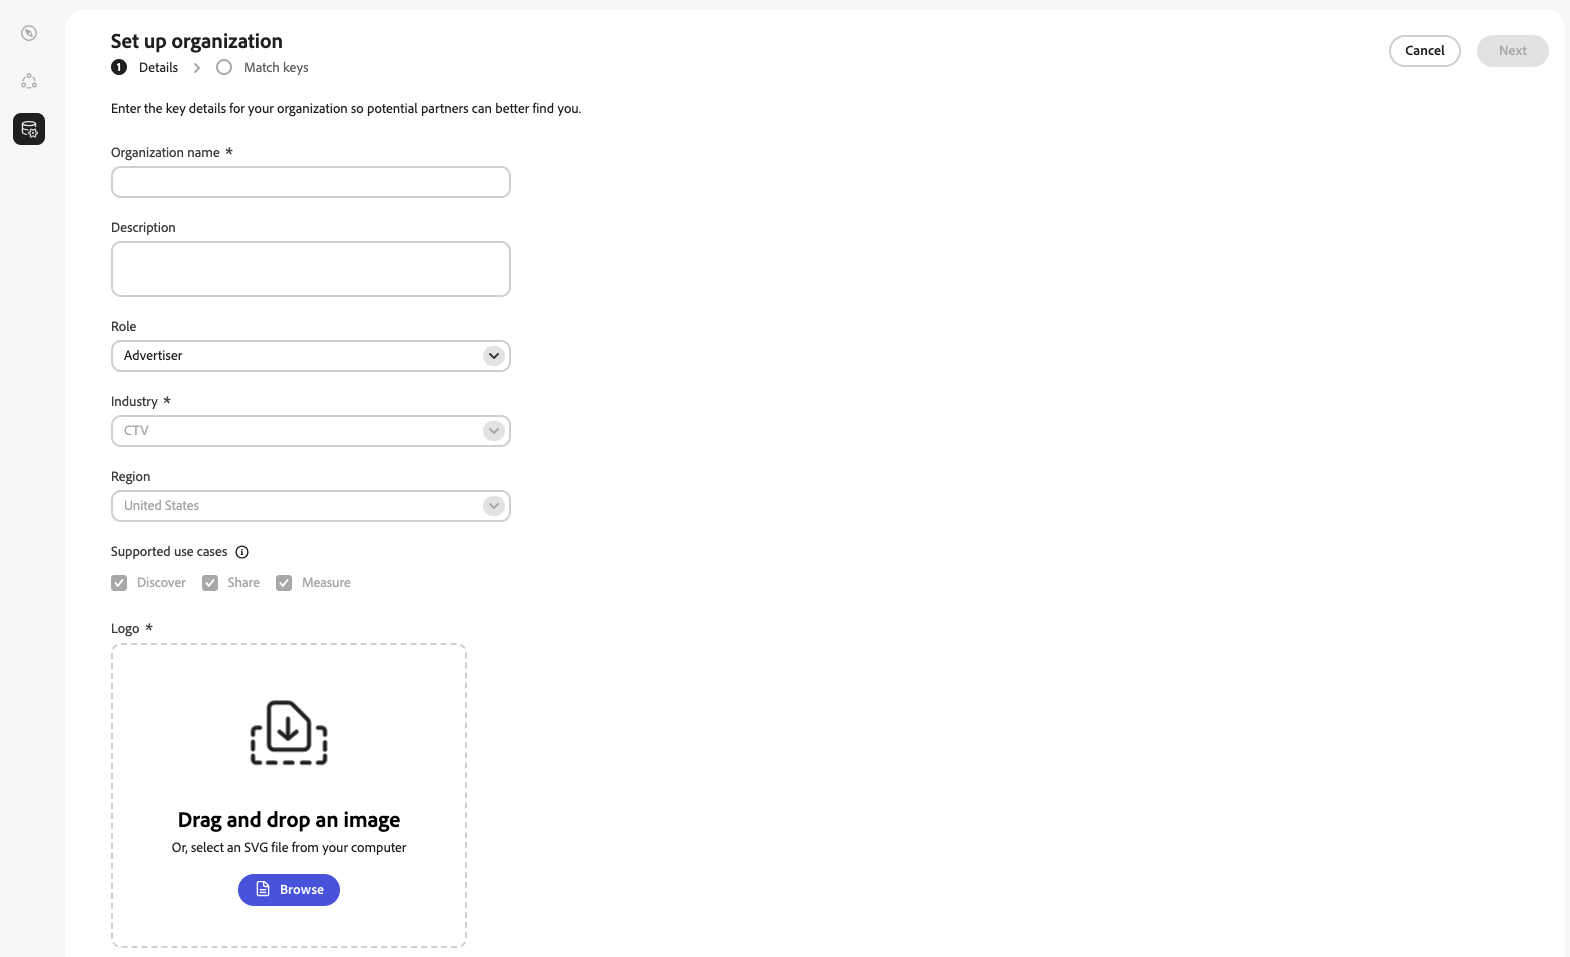 Set up organization
Cancel
Next
1 Details > Match keys
Enter the key details for your organization so potential partners can better find you.
Organization name *
Description
Role
Advertiser
Industry *
CTV
Region
United States
Supported use cases
Discover Share Measure
Logo *
Drag and drop an image
Or, select an SVG file from your computer
Browse